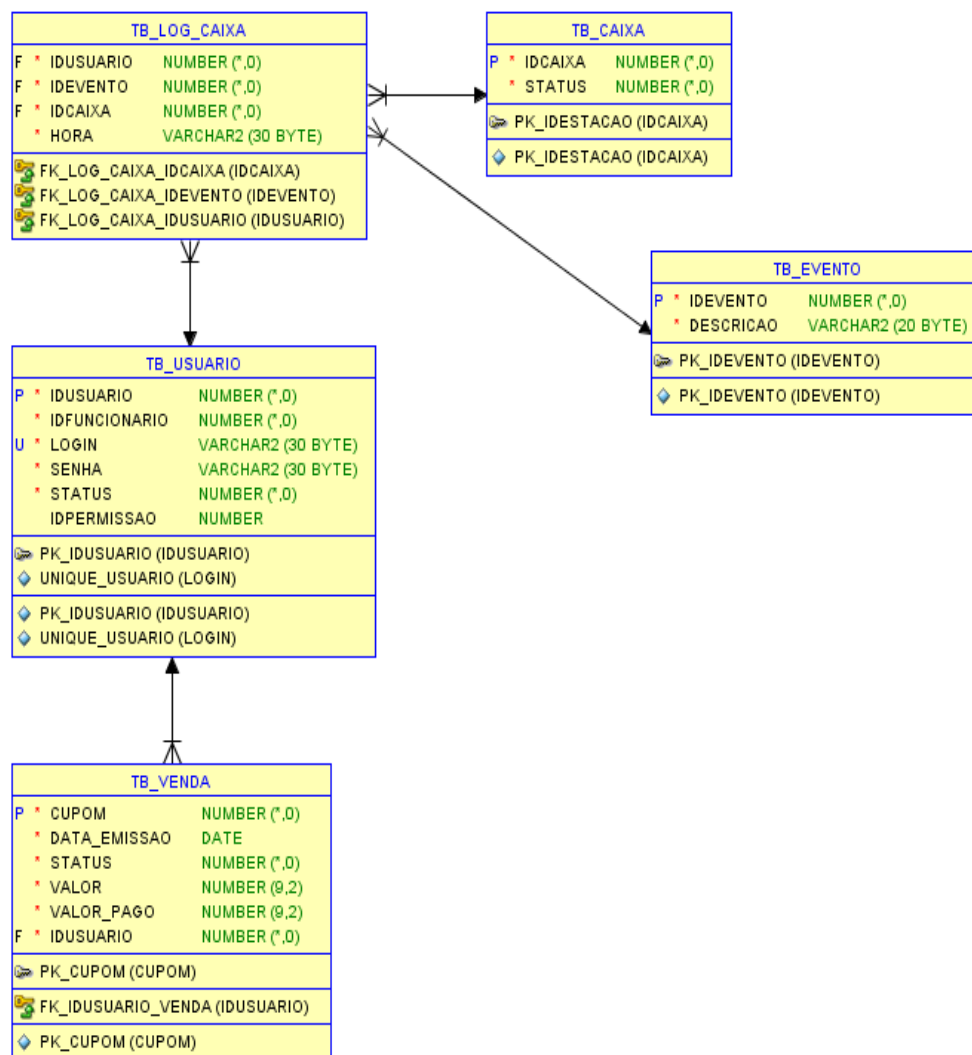 TB_LOG_CAIXA
F * IDUSUARIO NUMBER (*,0)
F * IDEVENTO NUMBER (*,0)
F * IDCAIXA NUMBER (*,0)
* HORA VARCHAR2 (30 BYTE)
FK_LOG_CAIXA_IDCAIXA (IDCAIXA)
FK_LOG_CAIXA_IDEVENTO (IDEVENTO)
FK_LOG_CAIXA_IDUSUARIO (IDUSUARIO)
TB_CAIXA
P * IDCAIXA NUMBER (*,0)
* STATUS NUMBER (*,0)
PK_IDESTACAO (IDCAIXA)
PK_IDESTACAO (IDCAIXA)
TB_EVENTO
P * IDEVENTO NUMBER (*,0)
* DESCRICAO VARCHAR2 (20 BYTE)
PK_IDEVENTO (IDEVENTO)
PK_IDEVENTO (IDEVENTO)
TB_USUARIO
P * IDUSUARIO NUMBER (*,0)
* IDFUNCIONARIO NUMBER (*,0)
U * LOGIN VARCHAR2 (30 BYTE)
* SENHA VARCHAR2 (30 BYTE)
* STATUS NUMBER (*,0)
IDPERMISSAO NUMBER
PK_IDUSUARIO (IDUSUARIO)
UNIQUE_USUARIO (LOGIN)
PK_IDUSUARIO (IDUSUARIO)
UNIQUE_USUARIO (LOGIN)
TB_VENDA
P * CUPOM NUMBER (*,0)
* DATA_EMISSAO DATE
* STATUS NUMBER (*,0)
* VALOR NUMBER (9,2)
* VALOR_PAGO NUMBER (9,2)
F * IDUSUARIO NUMBER (*,0)
PK_CUPOM (CUPOM)
FK_IDUSUARIO_VENDA (IDUSUARIO)
PK_CUPOM (CUPOM)